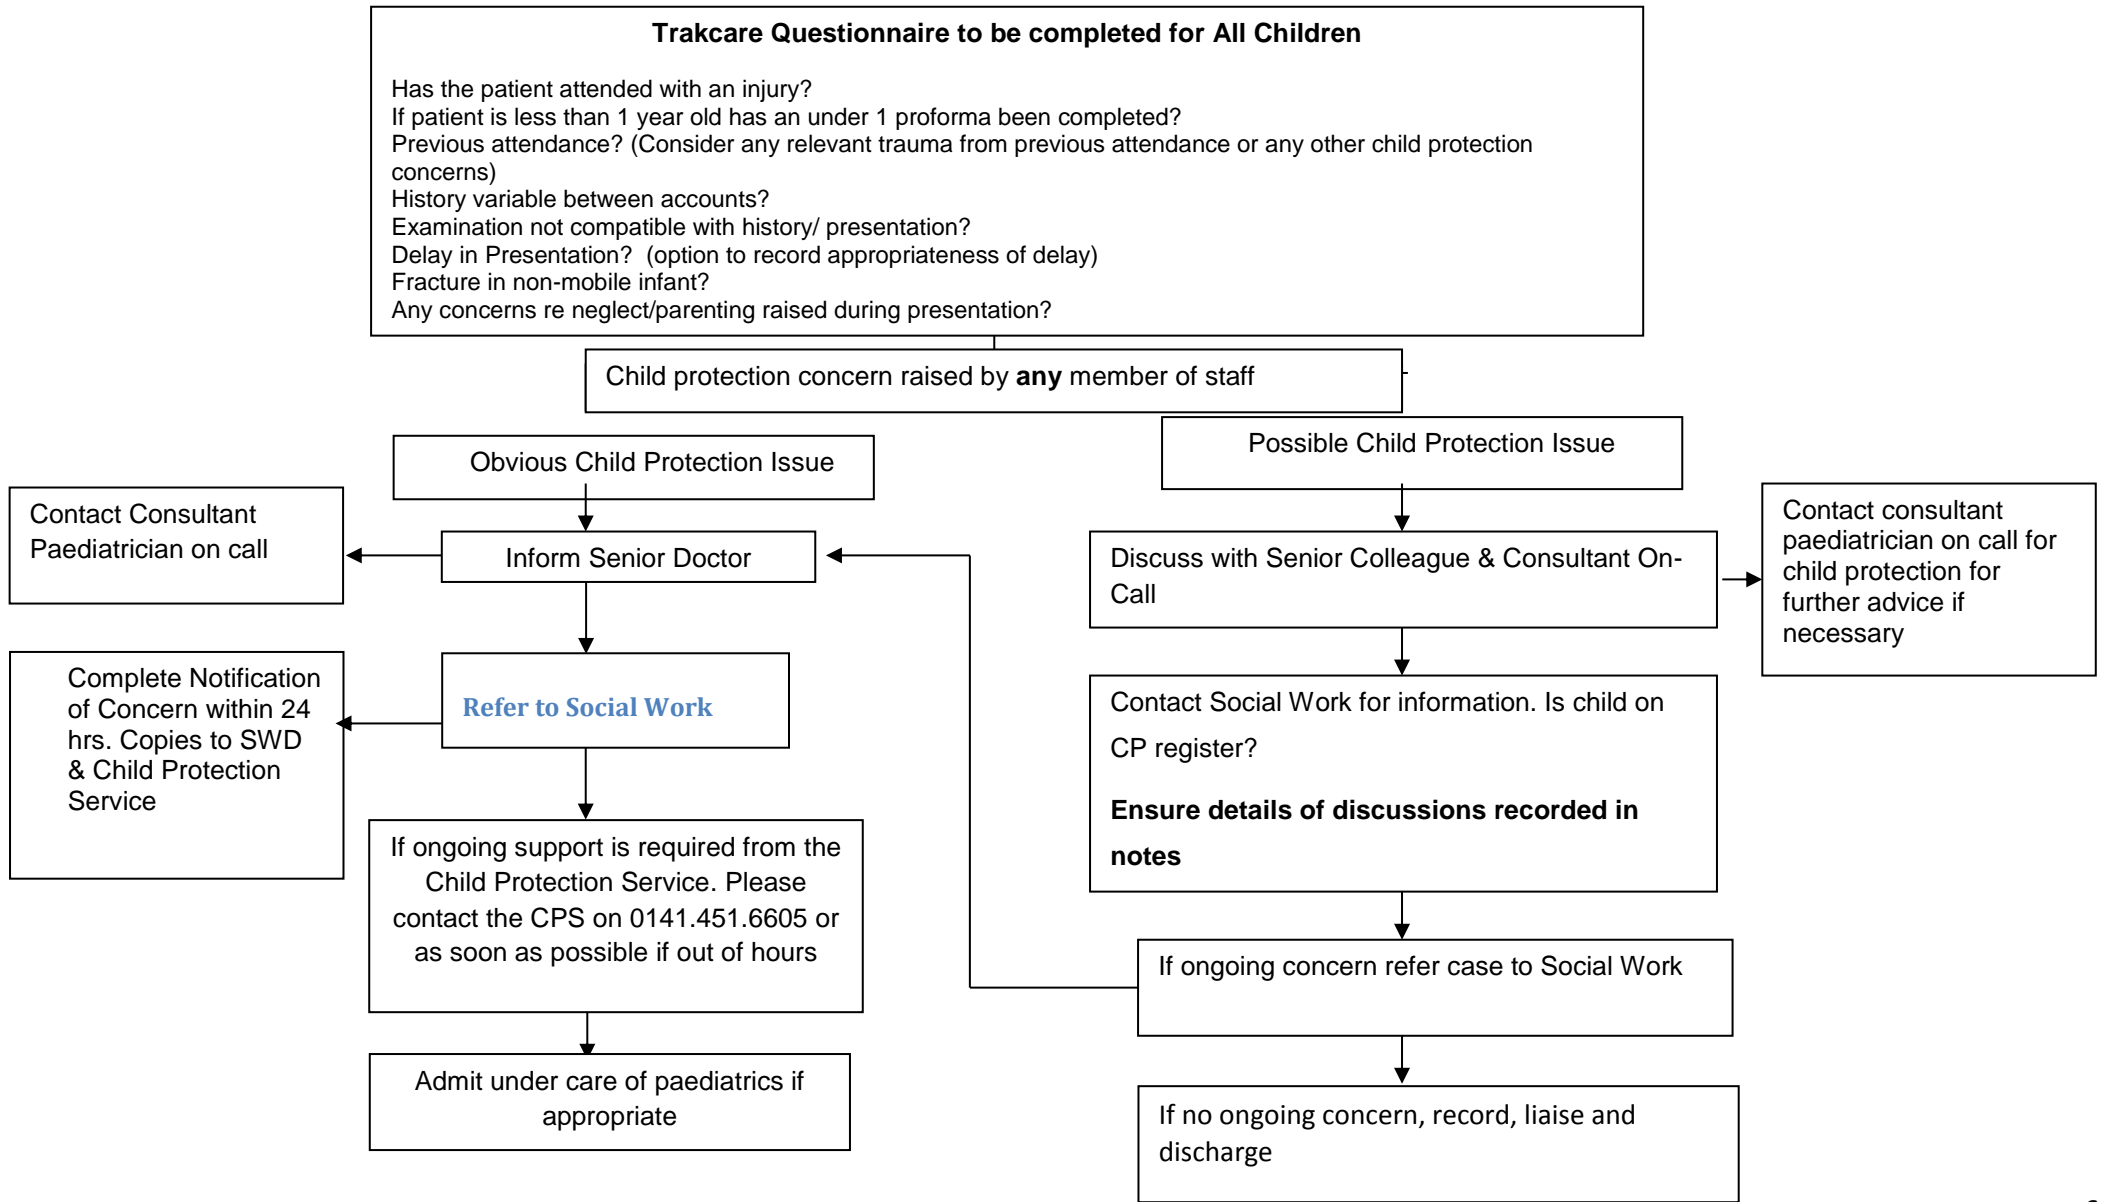 Trakcare Questionnaire to be completed for All Children
Has the patient attended with an injury?
If patient is less than 1 year old has an under 1 proforma been completed?
Previous attendance? (Consider any relevant trauma from previous attendance or any other child protection
concerns)
History variable between accounts?
Examination not compatible with history/ presentation?
Delay in Presentation?  (option to record appropriateness of delay)
Fracture in non-mobile infant?
Any concerns re neglect/parenting raised during presentation?
Child protection concern raised by any member of staff
Obvious Child Protection Issue
Contact Consultant
Paediatrician on call
Inform Senior Doctor
Complete Notification
of Concern within 24
hrs. Copies to SWD
& Child Protection
Service
Refer to Social Work
If ongoing support is required from the
Child Protection Service. Please
contact the CPS on 0141.451.6605 or
as soon as possible if out of hours
Admit under care of paediatrics if
appropriate
Possible Child Protection Issue
Discuss with Senior Colleague & Consultant On-
Call
Contact consultant
paediatrician on call for
child protection for
further advice if
necessary
Contact Social Work for information. Is child on
CP register?
Ensure details of discussions recorded in
notes
If ongoing concern refer case to Social Work
If no ongoing concern, record, liaise and
discharge